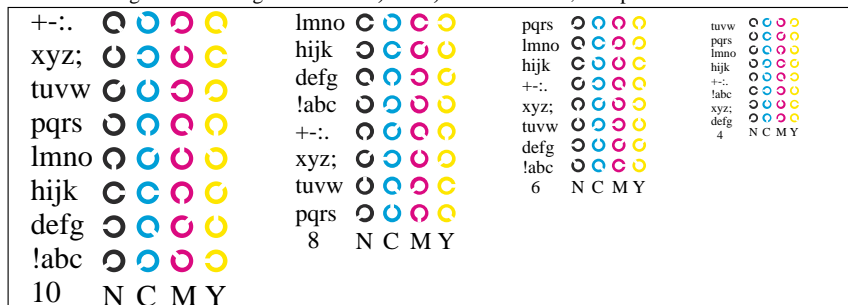 +-:.
xyz;
tuvw
pqrs
lmno
hijk
defg
!abc
10 N C M Y
lmno
hijk
defg
!abc
+-:.
xyz;
tuvw
pqrs
8 N C M Y
pqrs
lmno
hijk
+-:.
xyz;
tuvw
defg
!abc
6 N C M Y
tuvw
pqrs
lmno
hijk
+-:.
!abc
xyz;
defg
4 N C M Y